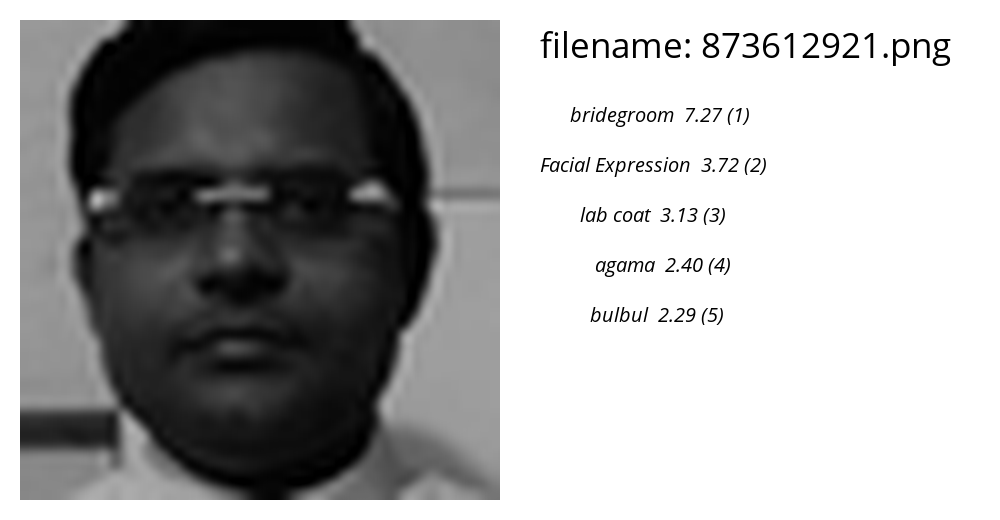 filename: 873612921.png
bridegroom 7.27 (1)
Facial Expression 3.72 (2)
lab coat 3.13 (3)
agama 2.40 (4)
bulbul 2.29 (5)